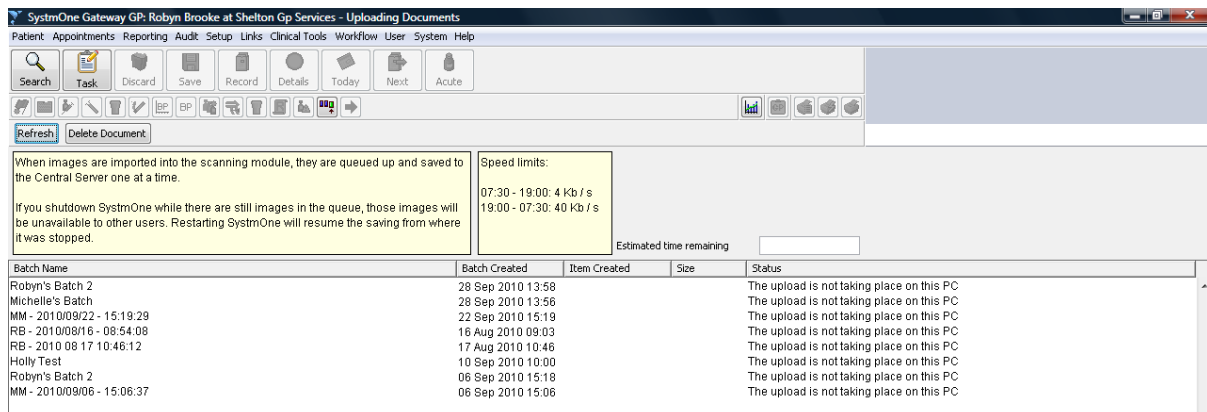 SystmOne Gateway GP: Robyn Brooke at Shelton Gp Services - Uploading Documents
Patient Appointments Reporting Audit Setup Links Clinical Tools Workflow User System Help
Search Task Discard Save Record Details Today Next Acute
BP BP
Refresh Delete Document
When images are imported into the scanning module, they are queued up and saved to
the Central Server one at a time.
If you shutdown SystmOne while there are still images in the queue, those images will
be unavailable to other users. Restarting SystmOne will resume the saving from where
it was stopped.
Speed limits:
07:30 - 19:00: 4 Kb / s
19:00 - 07:30: 40 Kb / s
Estimated time remaining
Batch Name Batch Created Item Created Size Status
Robyn's Batch 2 28 Sep 2010 13:58 The upload is not taking place on this PC
Michelle's Batch 28 Sep 2010 13:56 The upload is not taking place on this PC
MM - 2010/09/22 - 15:19:29 22 Sep 2010 15:19 The upload is not taking place on this PC
RB - 2010/08/16 - 08:54:08 16 Aug 2010 09:03 The upload is not taking place on this PC
RB - 2010 08 17 10:46:12 17 Aug 2010 10:46 The upload is not taking place on this PC
Holly Test 10 Sep 2010 10:00 The upload is not taking place on this PC
Robyn's Batch 2 06 Sep 2010 15:18 The upload is not taking place on this PC
MM - 2010/09/06 - 15:06:37 06 Sep 2010 15:06 The upload is not taking place on this PC